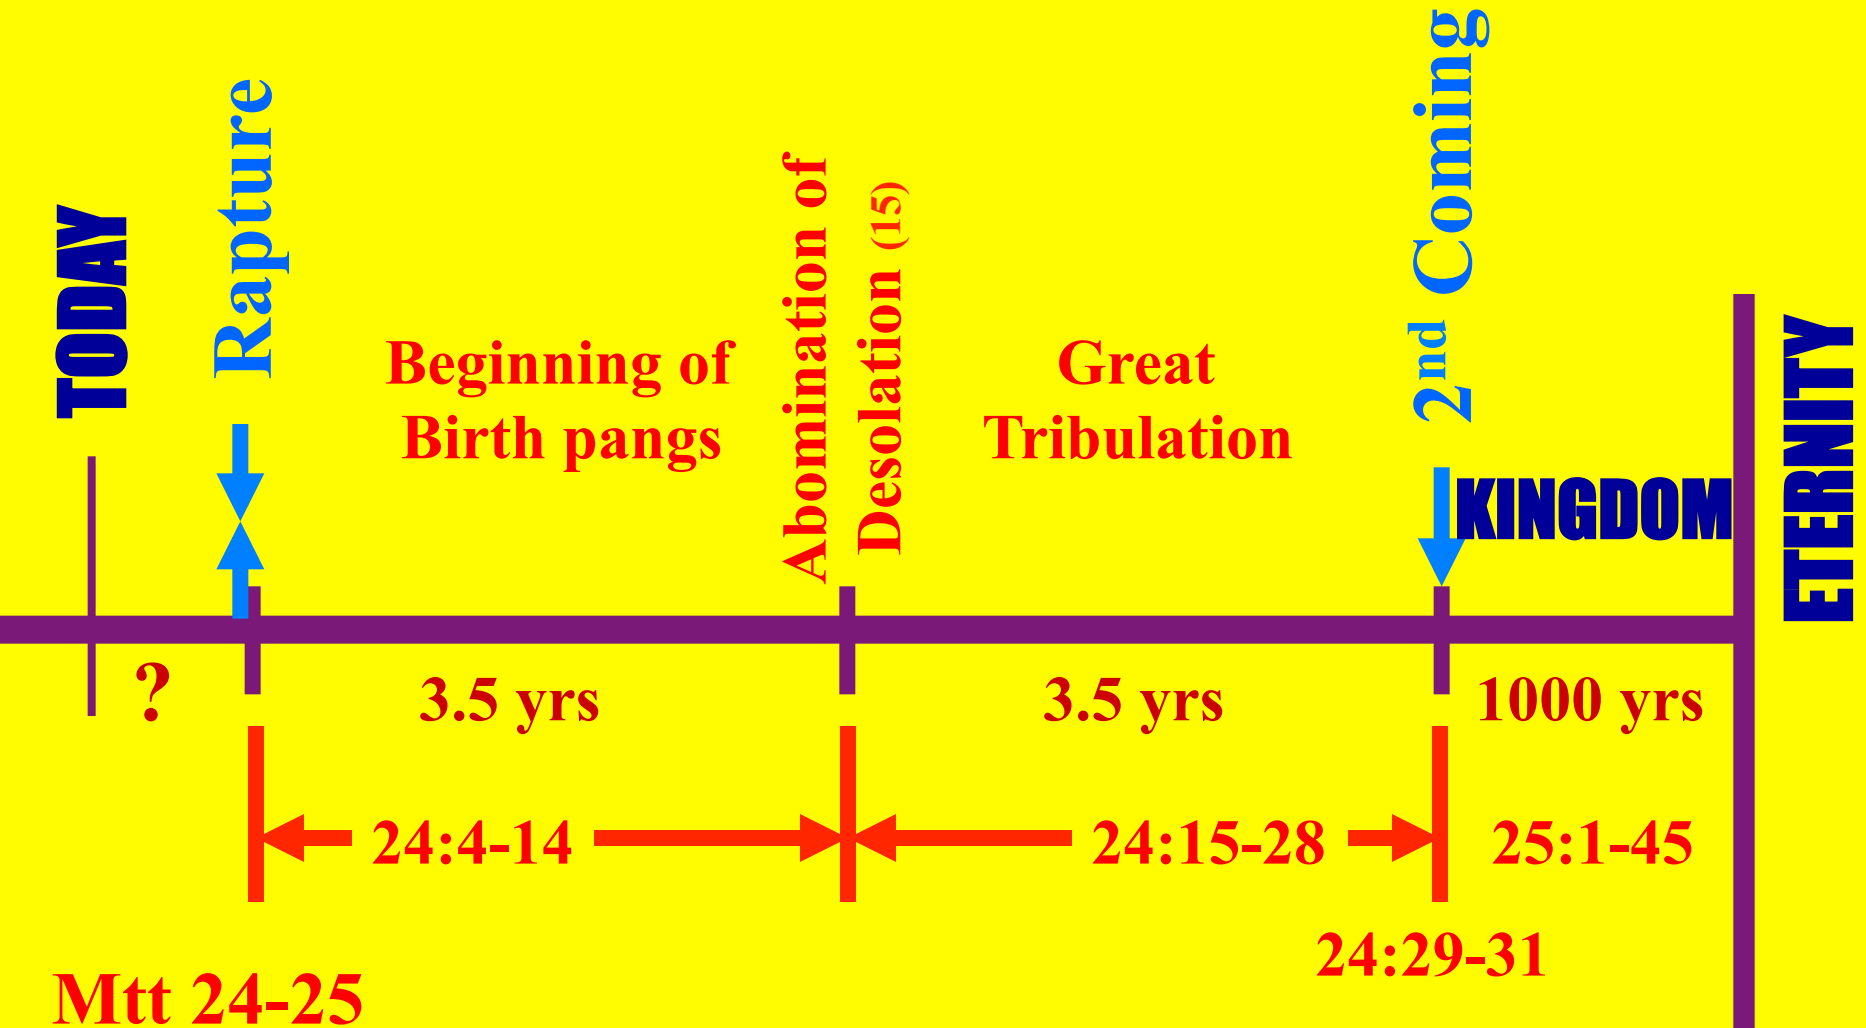 TODAY
Rapture
Beginning of
Birth pangs
Abomination of
Desolation (15)
Great
Tribulation
2nd Coming
KINGDOM
ETERNITY
?
3.5 yrs
3.5 yrs
1000 yrs
24:4-14
24:15-28
25:1-45
24:29-31
Mtt 24-25